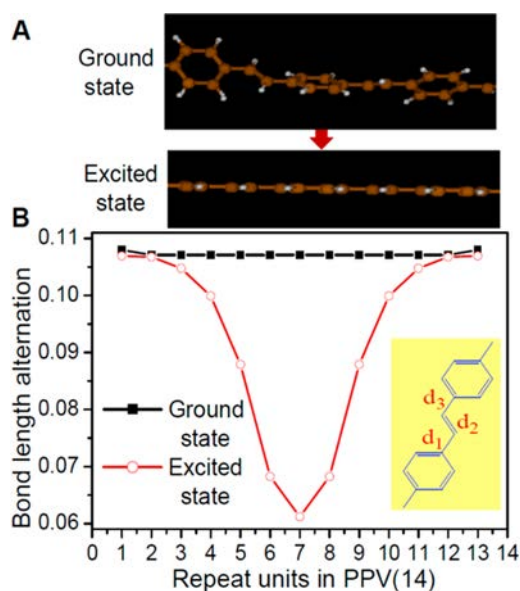 A
Ground
state
Excited
state
B
0.11
0.10
0.09
0.08
0.07
0.06
Bond length alternation
Ground
state
Excited
state
d₃
d₂
d₁
0 1 2 3 4 5 6 7 8 9 10 11 12 13 14
Repeat units in PPV(14)